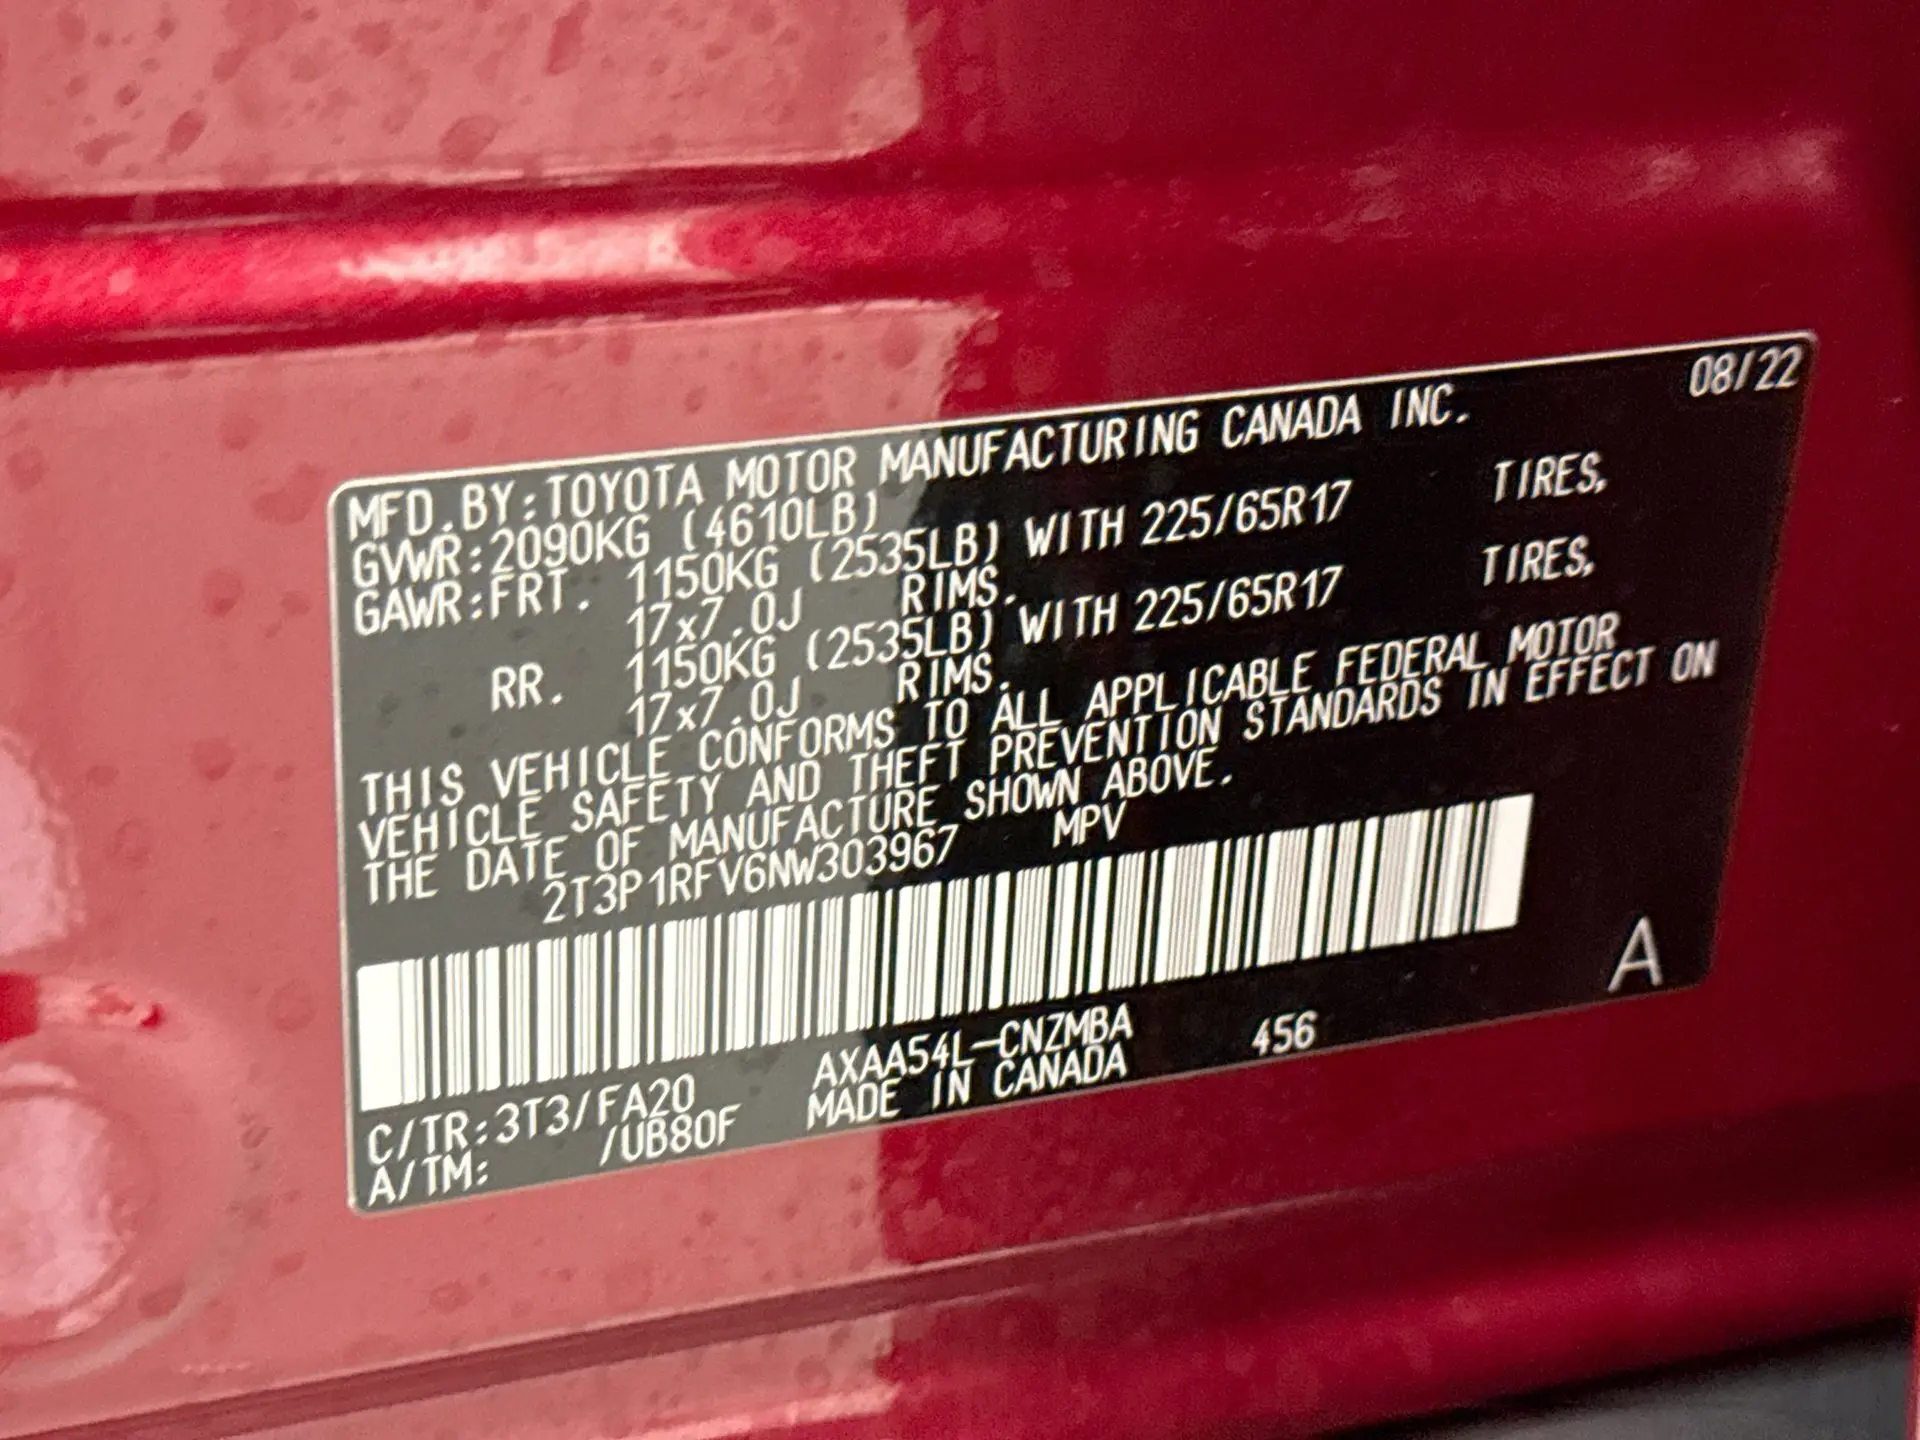 08/22
MFD.BY:TOYOTA MOTOR MANUFACTURING CANADA INC.
GVWR:2090KG (4610LB)
GAWR:FRT. 1150KG (2535LB) WITH 225/65R17 TIRES,
17x7.0J RIMS.
RR. 1150KG (2535LB) WITH 225/65R17 TIRES,
17x7.0J RIMS.
THIS VEHICLE CONFORMS TO ALL APPLICABLE FEDERAL MOTOR
VEHICLE SAFETY AND THEFT PREVENTION STANDARDS IN EFFECT ON
THE DATE OF MANUFACTURE SHOWN ABOVE.
2T3P1RFV6NW303967 MPV
A
AXAA54L-CNZMBA 456
C/TR:3T3/FA20 MADE IN CANADA
A/TM: /UB80F